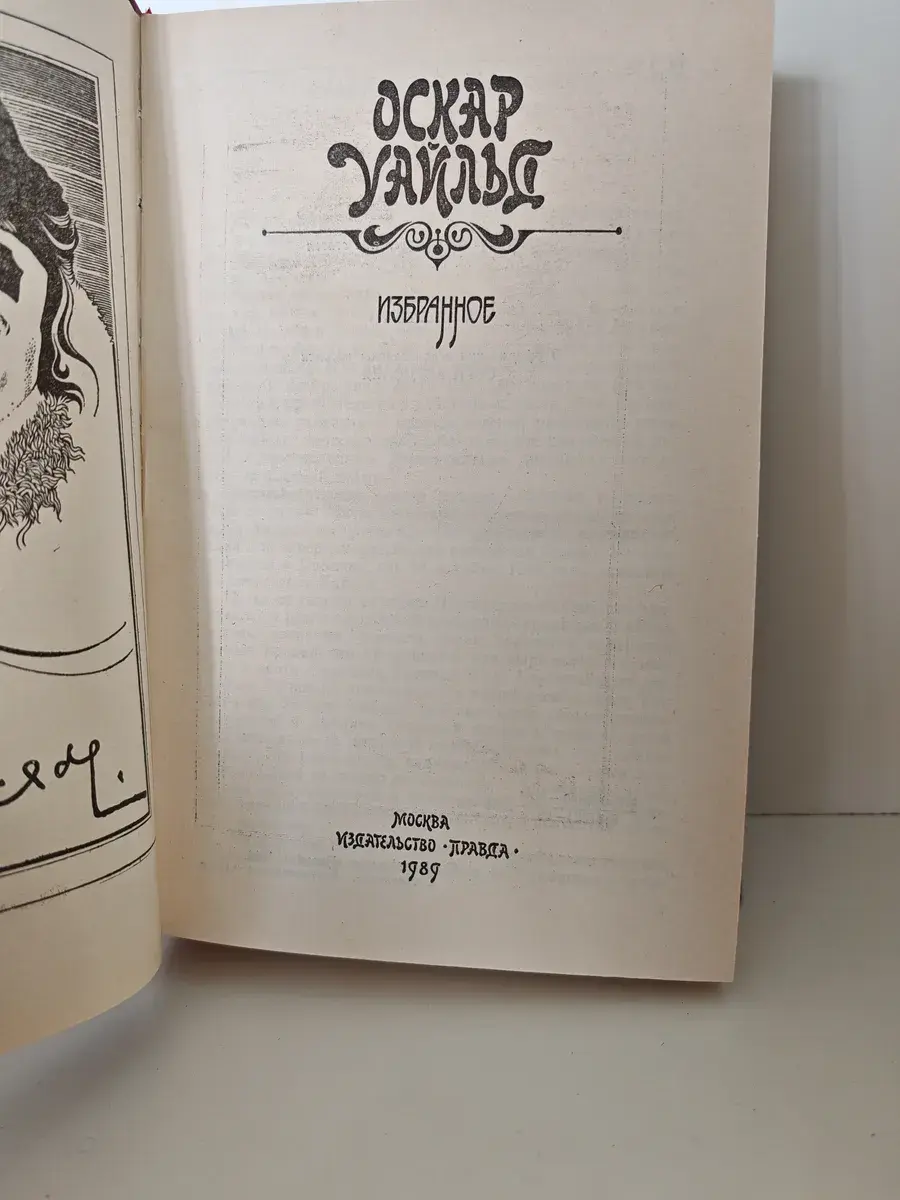 ОСКАР
УАЙЛЬД
ИЗБРАННОЕ
МОСКВА
ИЗДАТЕЛЬСТВО •ПРАВДА•
1989